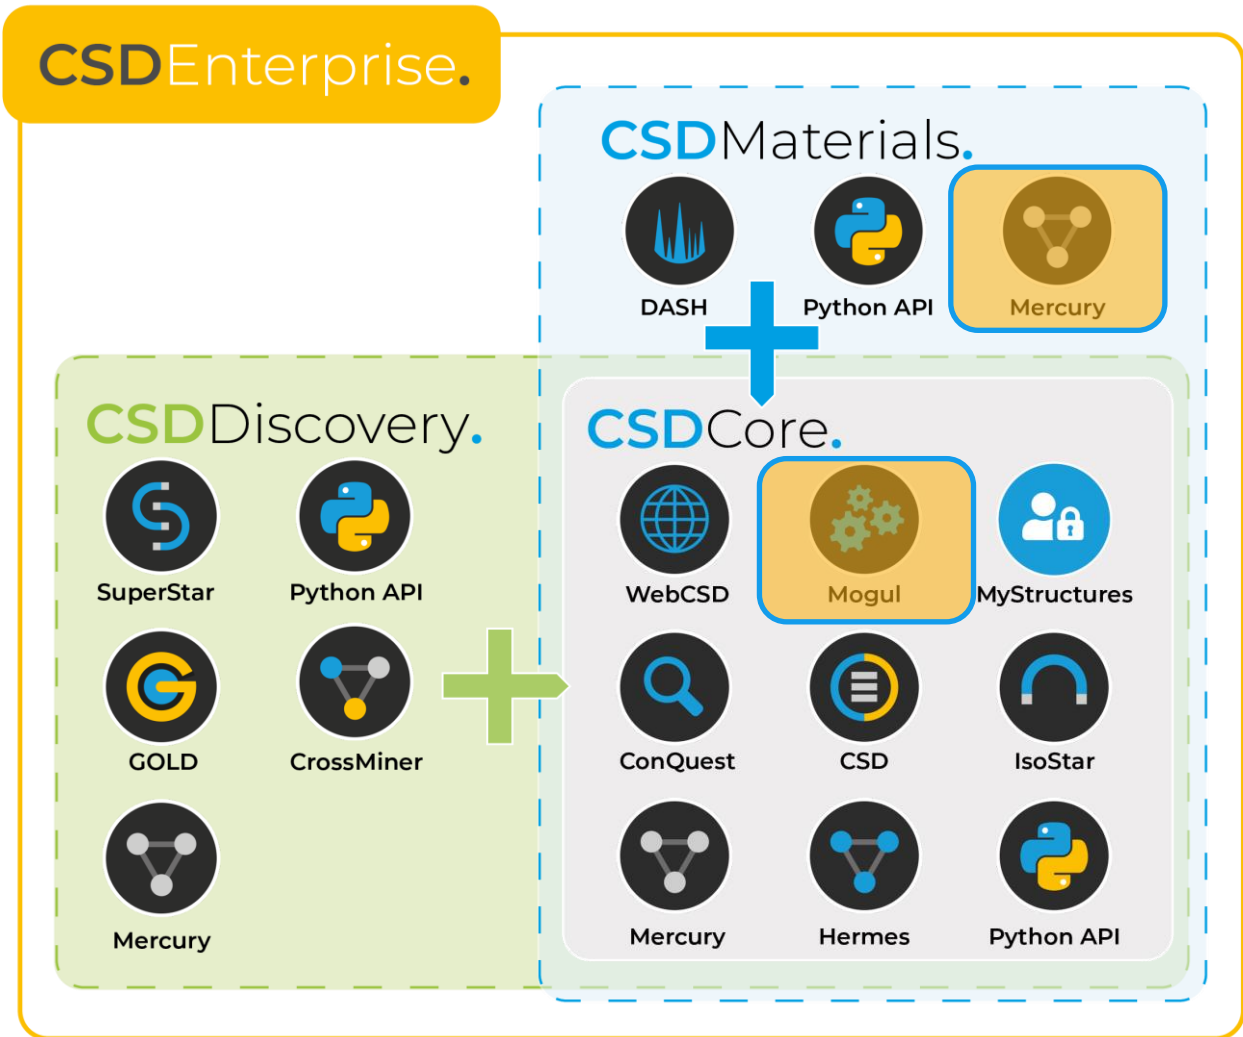 CSDEnterprise.
CSDMaterials.
DASH
Python API
Mercury
CSDDiscovery.
SuperStar
Python API
GOLD
CrossMiner
Mercury
CSDCore.
WebCSD
Mogul
MyStructures
ConQuest
CSD
IsoStar
Mercury
Hermes
Python API